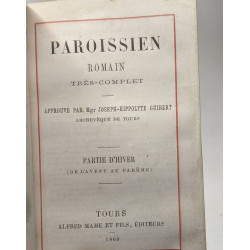 PAROISSIEN
ROMAIN
TRÈS-COMPLET
APPROUVÉ PAR Mgr JOSEPH-HIPPOLYTE GUIBERT
ARCHEVÊQUE DE TOURS
PARTIE D'HIVER
(DE L'AVENT AU CARÊME)
TOURS
ALFRED MAME ET FILS, ÉDITEURS